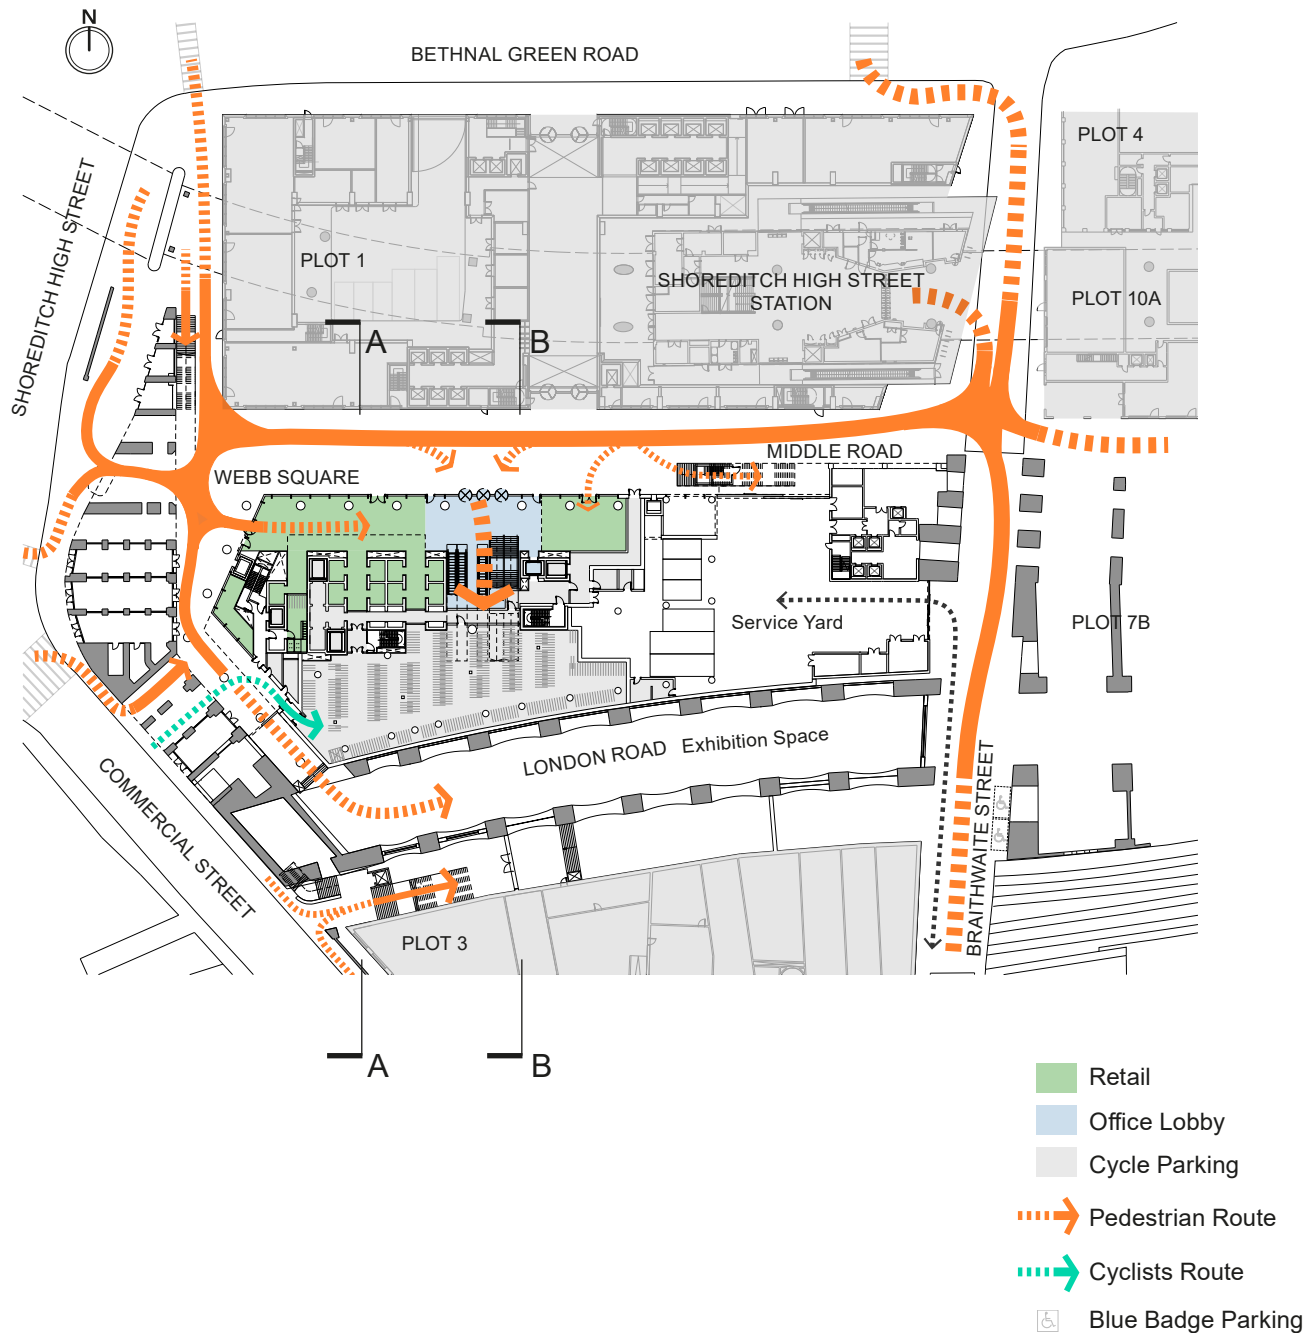 N
BETHNAL GREEN ROAD
PLOT 4
SHOREDITCH HIGH STREET
PLOT 1
SHOREDITCH HIGH STREET
STATION
PLOT 10A
A
B
MIDDLE ROAD
WEBB SQUARE
Service Yard
PLOT 7B
LONDON ROAD Exhibition Space
COMMERCIAL STREET
BRAITHWAITE STREET
PLOT 3
A
B
Retail
Office Lobby
Cycle Parking
Pedestrian Route
Cyclists Route
Blue Badge Parking